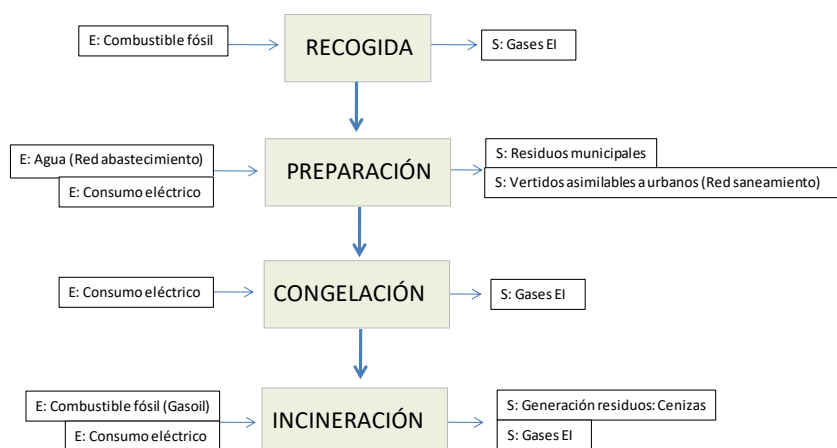 E: Combustible fósil
RECOGIDA
S: Gases EI
E: Agua (Red abastecimiento)
E: Consumo eléctrico
PREPARACIÓN
S: Residuos municipales
S: Vertidos asimilables a urbanos (Red saneamiento)
E: Consumo eléctrico
CONGELACIÓN
S: Gases EI
E: Combustible fósil (Gasoil)
E: Consumo eléctrico
INCINERACIÓN
S: Generación residuos: Cenizas
S: Gases EI